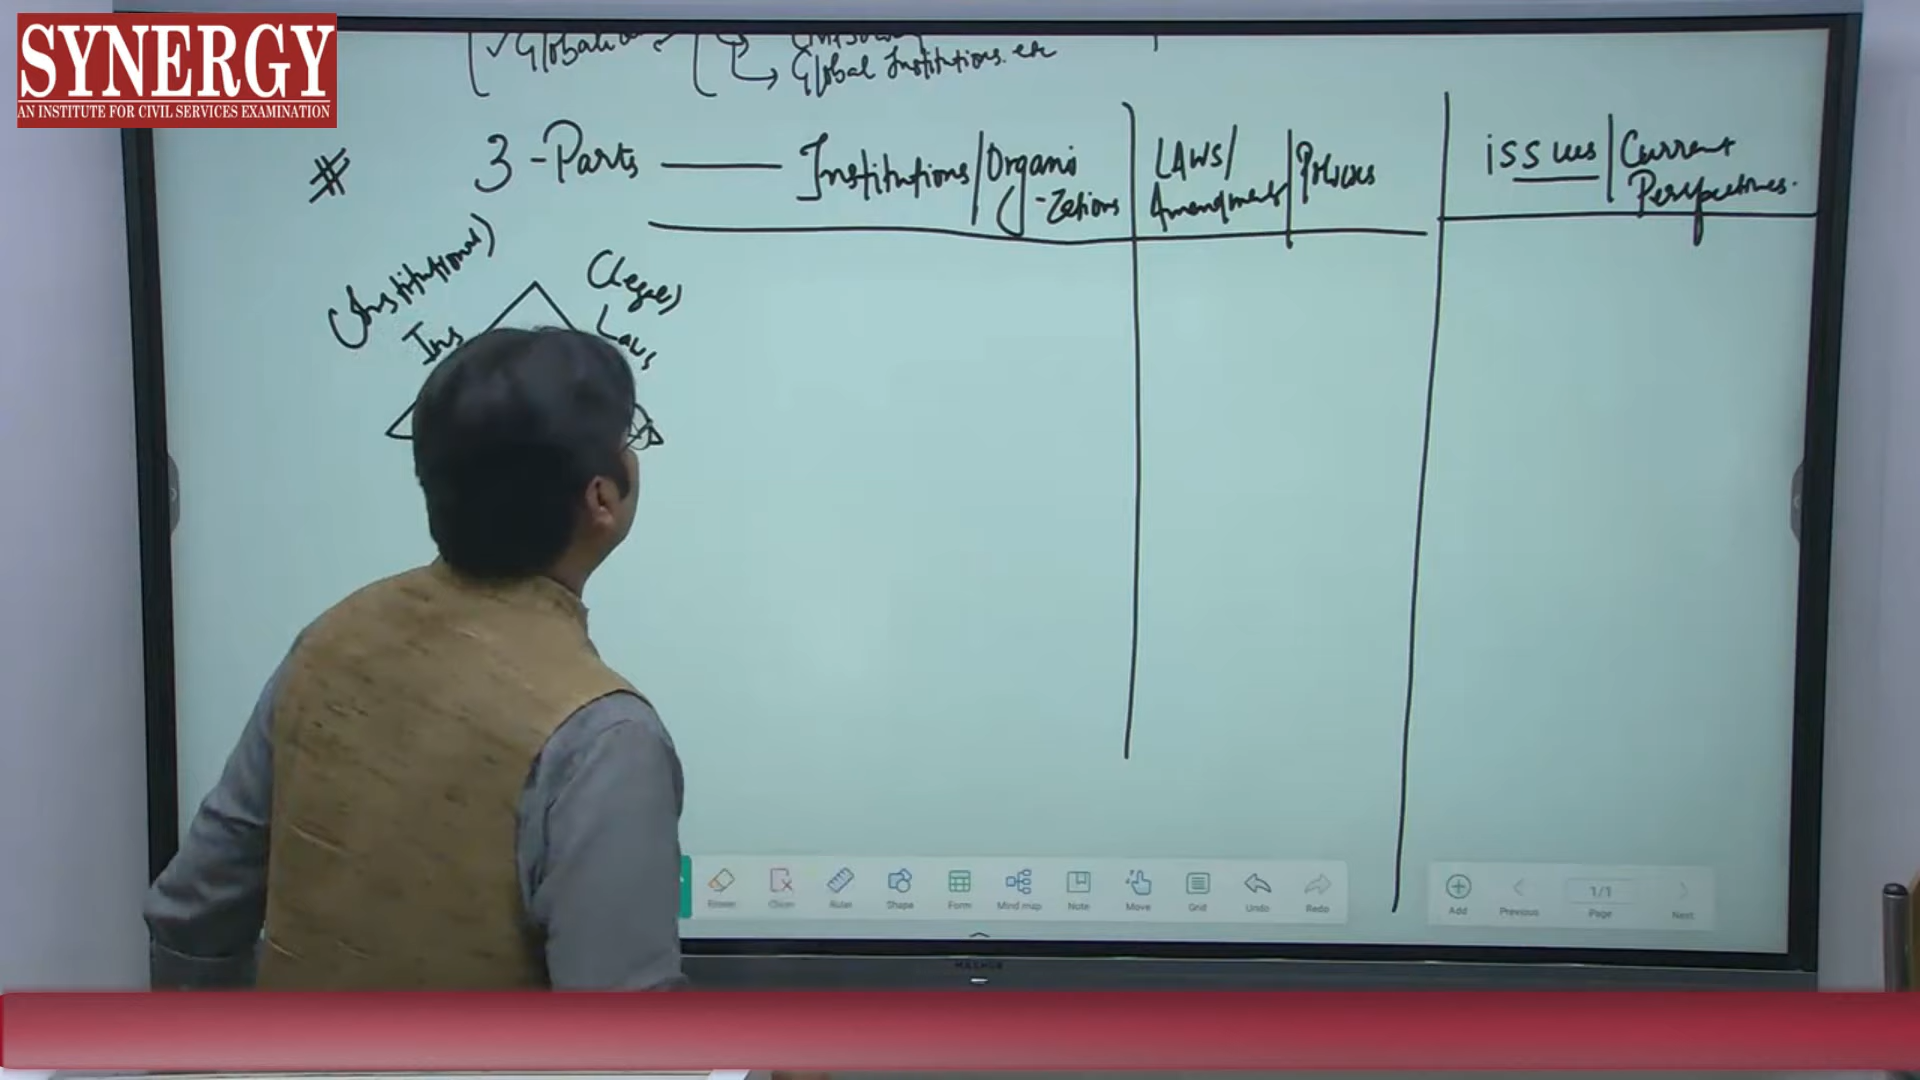 SYNERGY
AN INSTITUTE FOR CIVIL SERVICES EXAMINATION
Global Institutions. etc
# 3 - Parts — Institutions / Organi
- Zations
LAWS /
Amendments
Policies
issues
Current
Perspectives.
(Institutional)
Ins
(Legal)
Laws
Eraser
Clean
Ruler
Shape
Form
Mind map
Note
Move
Grid
Undo
Redo
Add
Previous
1/1
Page
Next